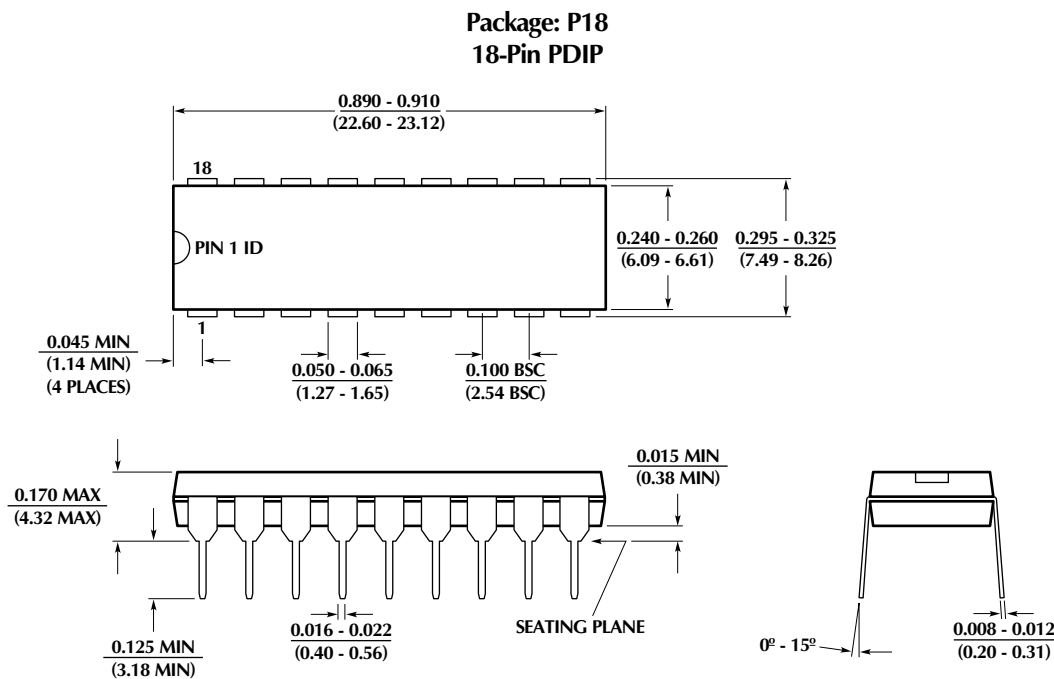 Package: P18
18-Pin PDIP
0.890 - 0.910
(22.60 - 23.12)
18
PIN 1 ID
0.240 - 0.260
(6.09 - 6.61)
0.295 - 0.325
(7.49 - 8.26)
1
0.045 MIN
(1.14 MIN)
(4 PLACES)
0.050 - 0.065
(1.27 - 1.65)
0.100 BSC
(2.54 BSC)
0.015 MIN
(0.38 MIN)
0.170 MAX
(4.32 MAX)
0.125 MIN
(3.18 MIN)
0.016 - 0.022
(0.40 - 0.56)
SEATING PLANE
0º - 15º
0.008 - 0.012
(0.20 - 0.31)